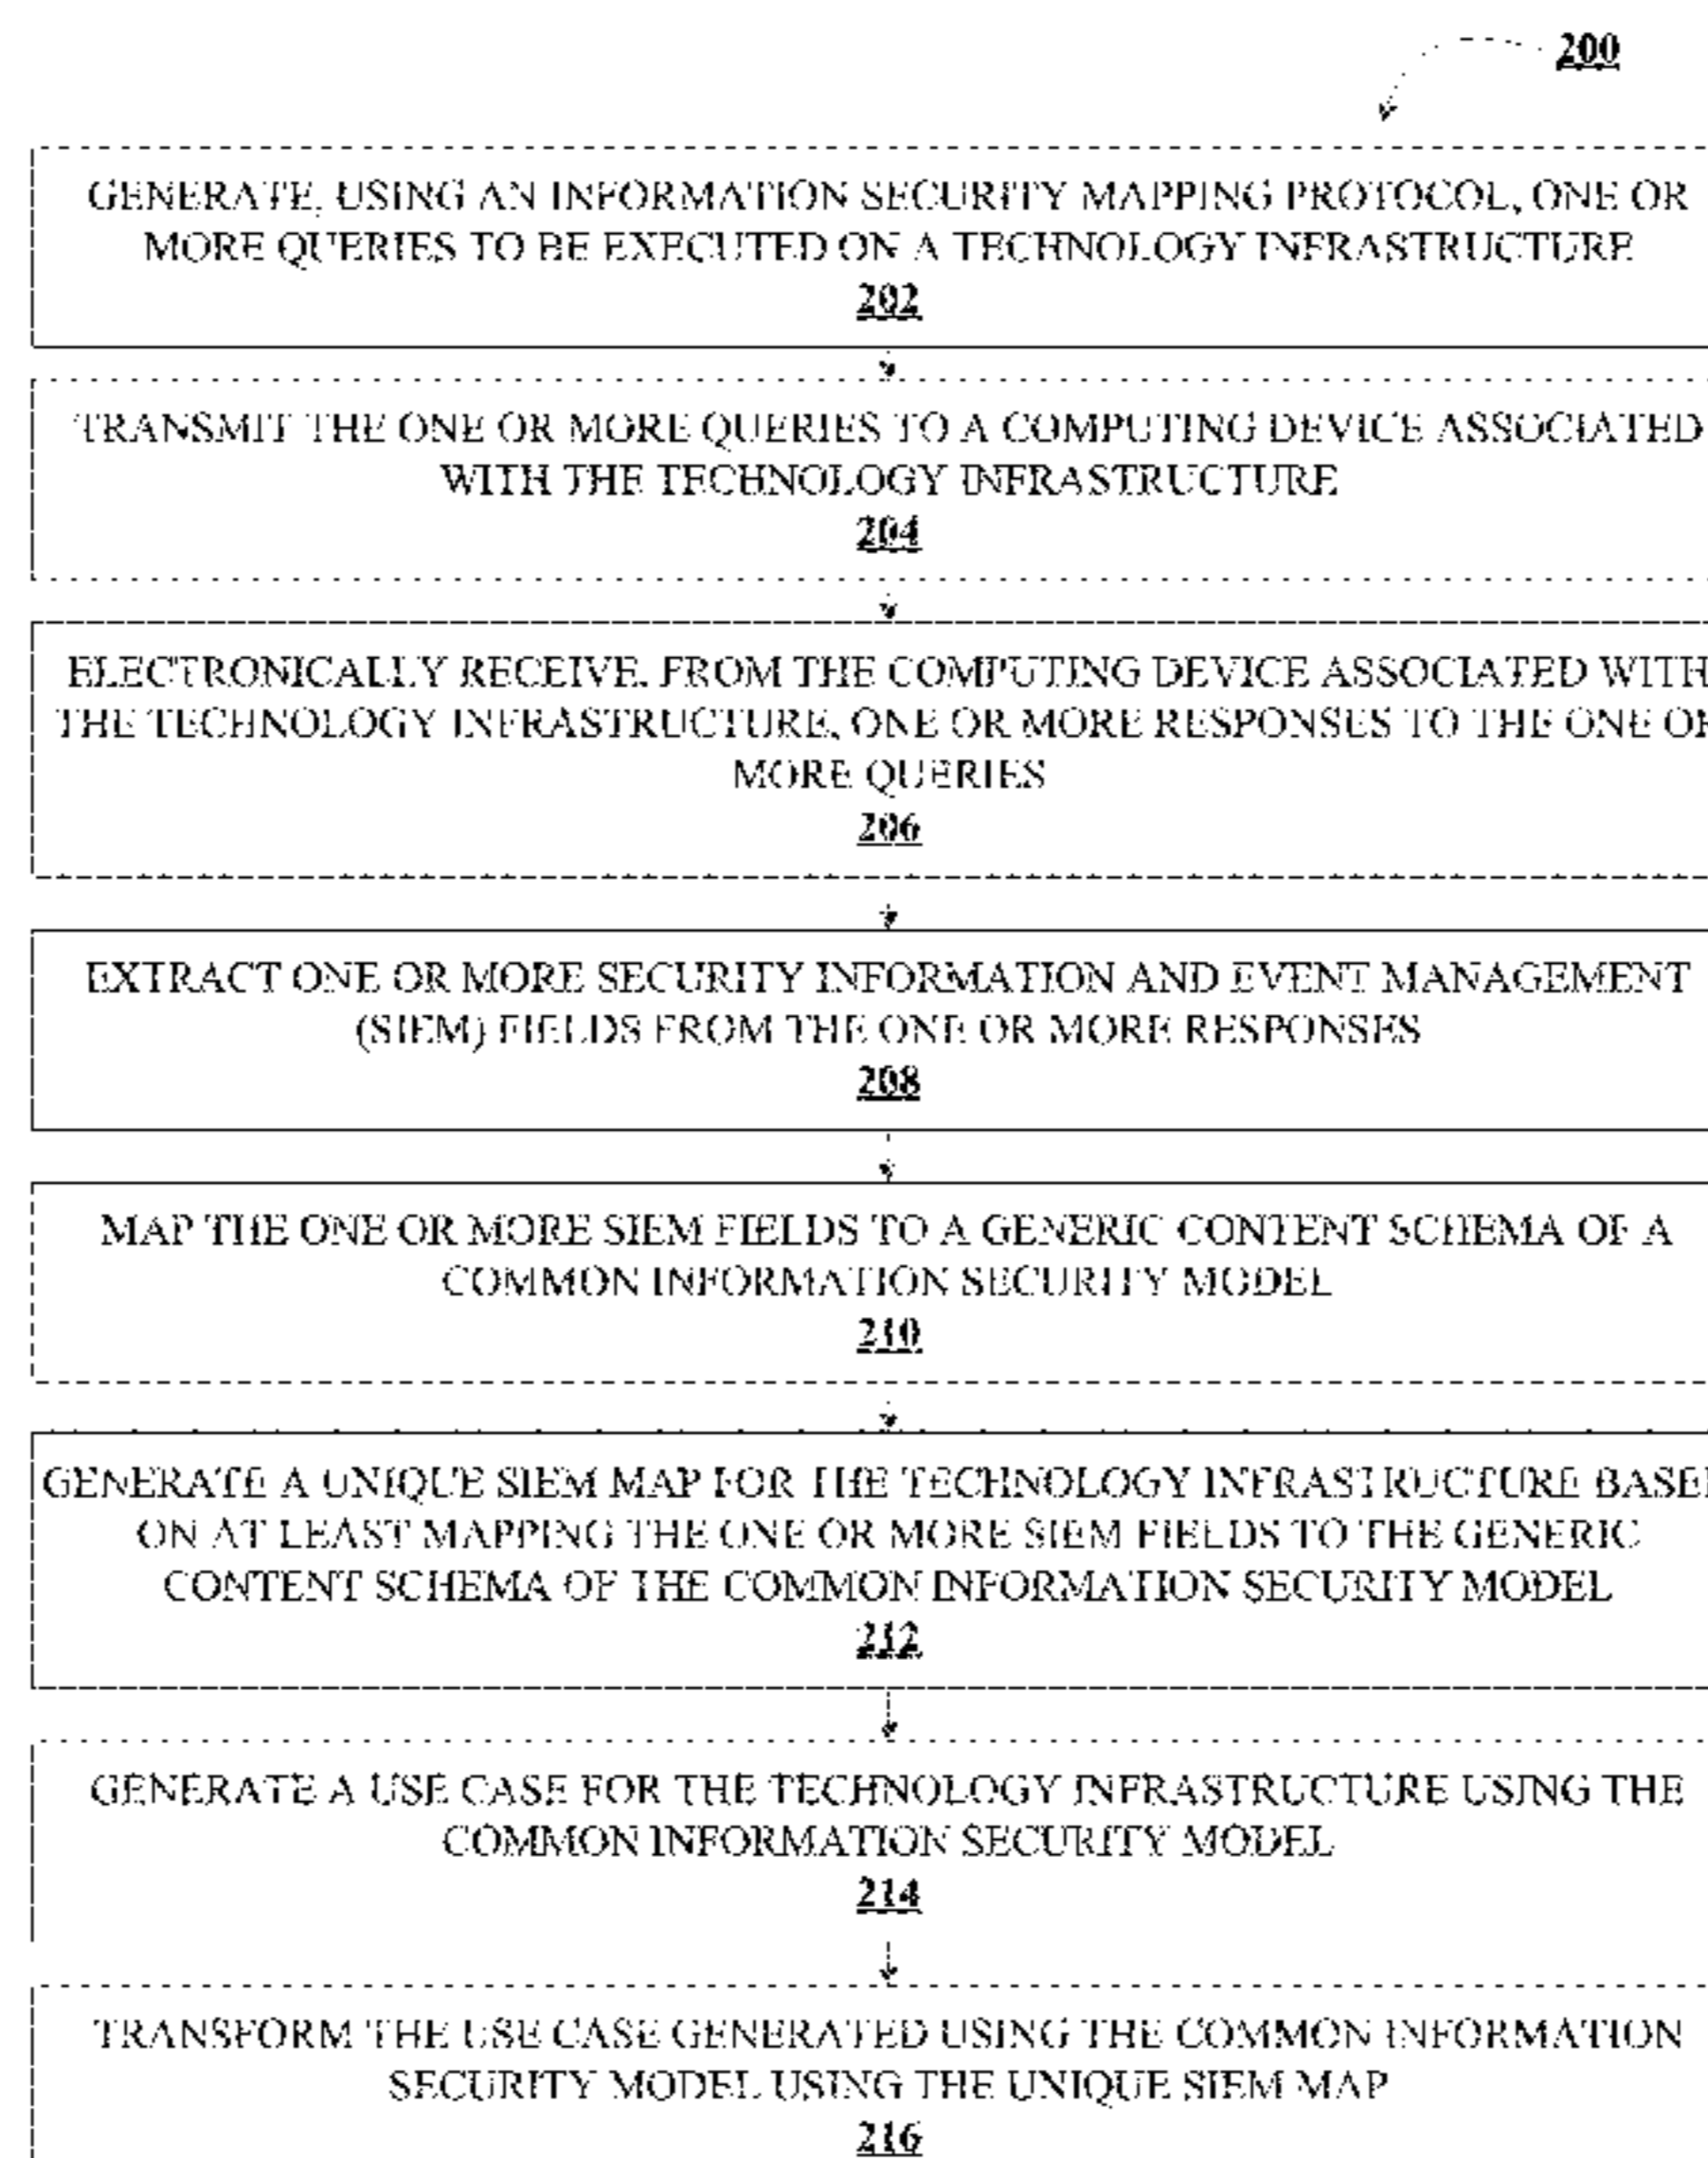 200
GENERATE, USING AN INFORMATION SECURITY MAPPING PROTOCOL, ONE OR
MORE QUERIES TO BE EXECUTED ON A TECHNOLOGY INFRASTRUCTURE
202
TRANSMIT THE ONE OR MORE QUERIES TO A COMPUTING DEVICE ASSOCIATED
WITH THE TECHNOLOGY INFRASTRUCTURE
204
ELECTRONICALLY RECEIVE, FROM THE COMPUTING DEVICE ASSOCIATED WITH
THE TECHNOLOGY INFRASTRUCTURE, ONE OR MORE RESPONSES TO THE ONE OR
MORE QUERIES
206
EXTRACT ONE OR MORE SECURITY INFORMATION AND EVENT MANAGEMENT
(SIEM) FIELDS FROM THE ONE OR MORE RESPONSES
208
MAP THE ONE OR MORE SIEM FIELDS TO A GENERIC CONTENT SCHEMA OF A
COMMON INFORMATION SECURITY MODEL
210
GENERATE A UNIQUE SIEM MAP FOR THE TECHNOLOGY INFRASTRUCTURE BASE
ON AT LEAST MAPPING THE ONE OR MORE SIEM FIELDS TO THE GENERIC
CONTENT SCHEMA OF THE COMMON INFORMATION SECURITY MODEL
212
GENERATE A USE CASE FOR THE TECHNOLOGY INFRASTRUCTURE USING THE
COMMON INFORMATION SECURITY MODEL
214
TRANSFORM THE USE CASE GENERATED USING THE COMMON INFORMATION
SECURITY MODEL USING THE UNIQUE SIEM MAP
216